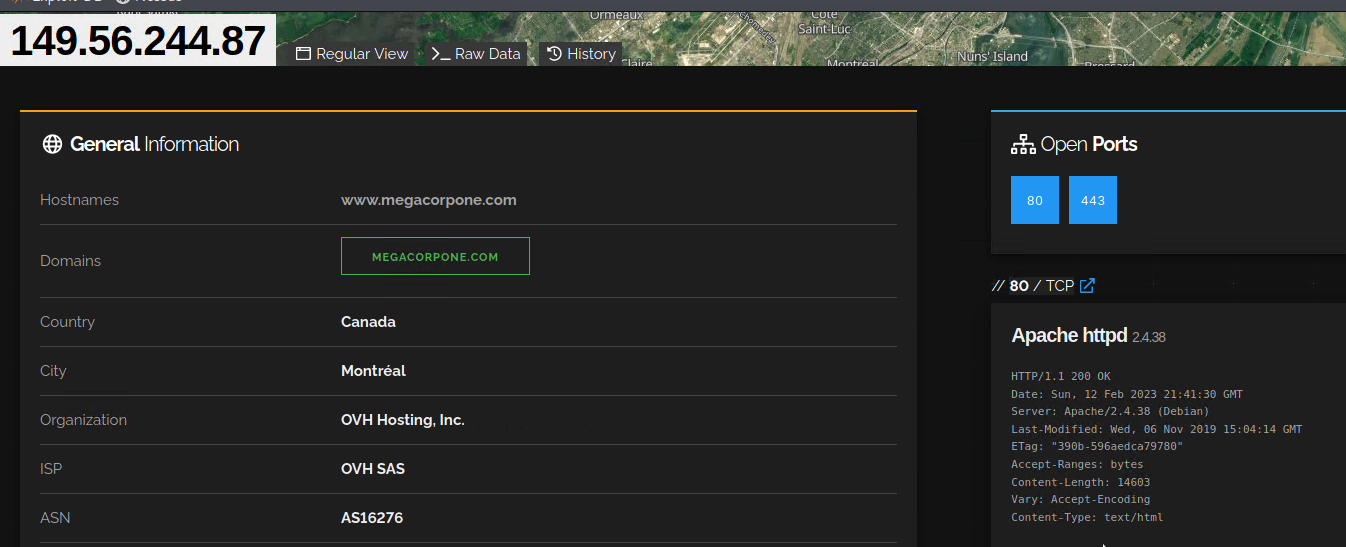 Ormeaux
Côte
Saint-Luc
149.56.244.87
Regular View
Raw Data
History
Claire
Montréal
Nuns' Island
Brossard
General Information
Hostnames
www.megacorpone.com
Domains
MEGACORPONE.COM
Country
Canada
City
Montréal
Organization
OVH Hosting, Inc.
ISP
OVH SAS
ASN
AS16276
Open Ports
80
443
// 80 / TCP
Apache httpd 2.4.38
HTTP/1.1 200 OK
Date: Sun, 12 Feb 2023 21:41:30 GMT
Server: Apache/2.4.38 (Debian)
Last-Modified: Wed, 06 Nov 2019 15:04:14 GMT
ETag: "390b-596aedca79780"
Accept-Ranges: bytes
Content-Length: 14603
Vary: Accept-Encoding
Content-Type: text/html